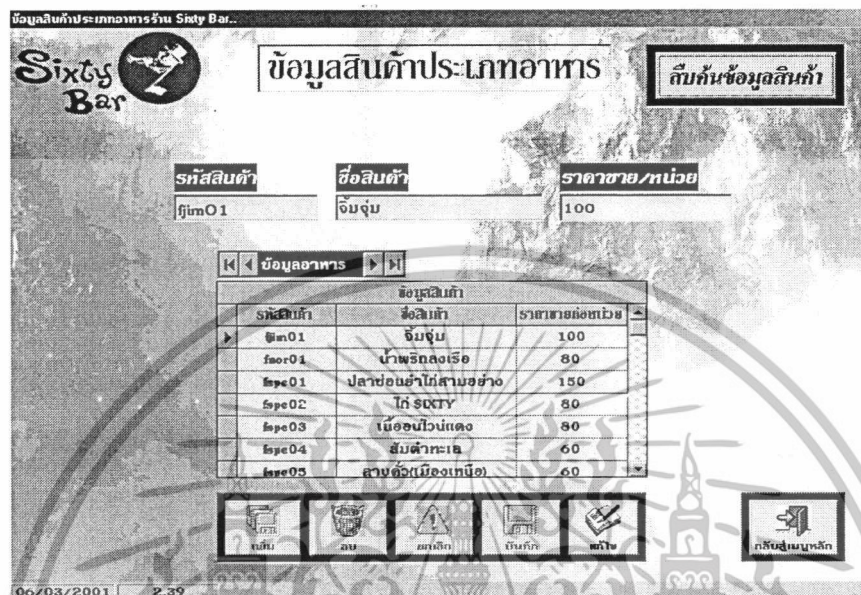 ข้อมูลสินค้าประเภทอาหารร้าน Sixty Bar..
Sixty
Bar
ข้อมูลสินค้าประเภทอาหาร
สืบค้นข้อมูลสินค้า
รหัสสินค้า ชื่อสินค้า ราคาขาย/หน่วย
fjim01 จิ้มจุ่ม 100
ข้อมูลอาหาร
ข้อมูลสินค้า
รหัสสินค้า ชื่อสินค้า ราคาขายต่อหน่วย
fjim01 จิ้มจุ่ม 100
fnor01 น้ำพริกลงเรือ 80
fspc01 ปลาช่อนยำไก่สามอย่าง 150
fspc02 ไก่ SIXTY 80
fspc03 เนื้ออบไวน์แดง 80
fspc04 ส้มตำทะเล 60
fspc05 ลาบคั่ว(เมืองเหนือ) 60
เพิ่ม ลบ ยกเลิก บันทึก แก้ไข กลับสู่เมนูหลัก
06/03/2001 2.39